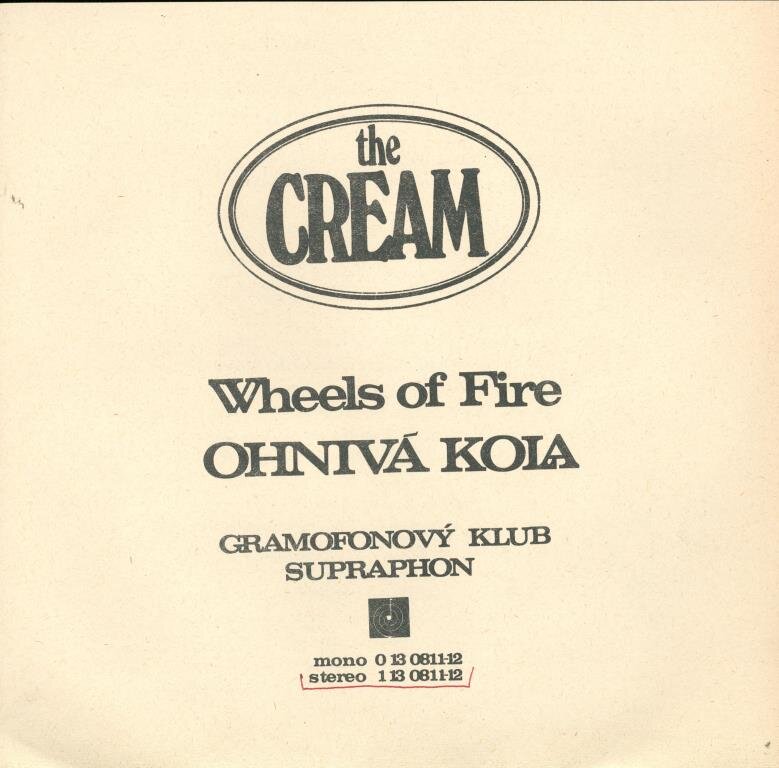 the
CREAM
Wheels of Fire
OHNIVÁ KOLA
GRAMOFONOVÝ KLUB
SUPRAPHON
mono 0 13 0811-12
stereo 1 13 0811-12